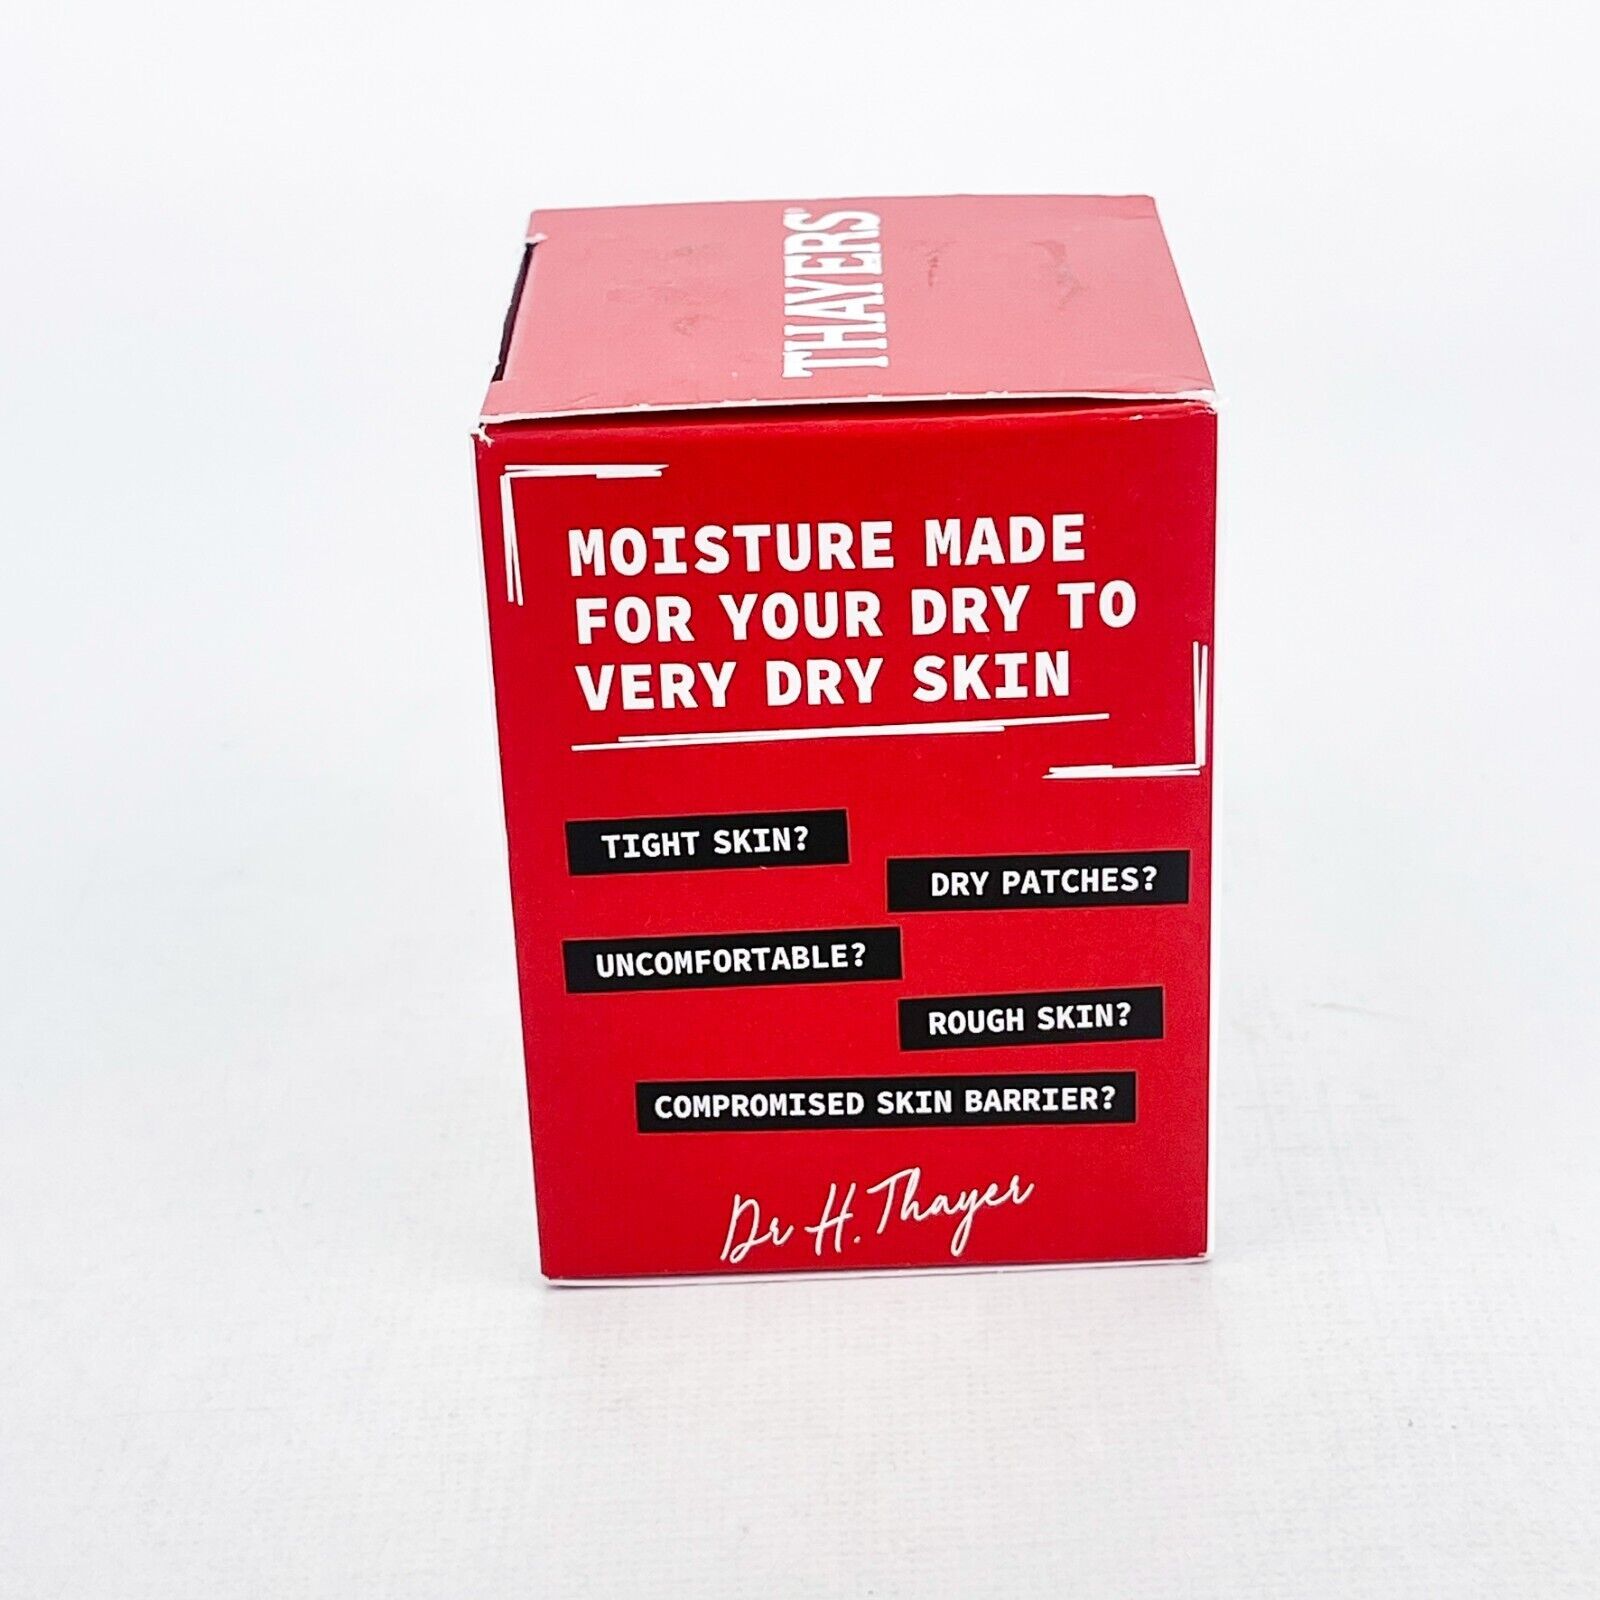 THAYERS®
MOISTURE MADE
FOR YOUR DRY TO
VERY DRY SKIN
TIGHT SKIN?
DRY PATCHES?
UNCOMFORTABLE?
ROUGH SKIN?
COMPROMISED SKIN BARRIER?
Dr H. Thayer